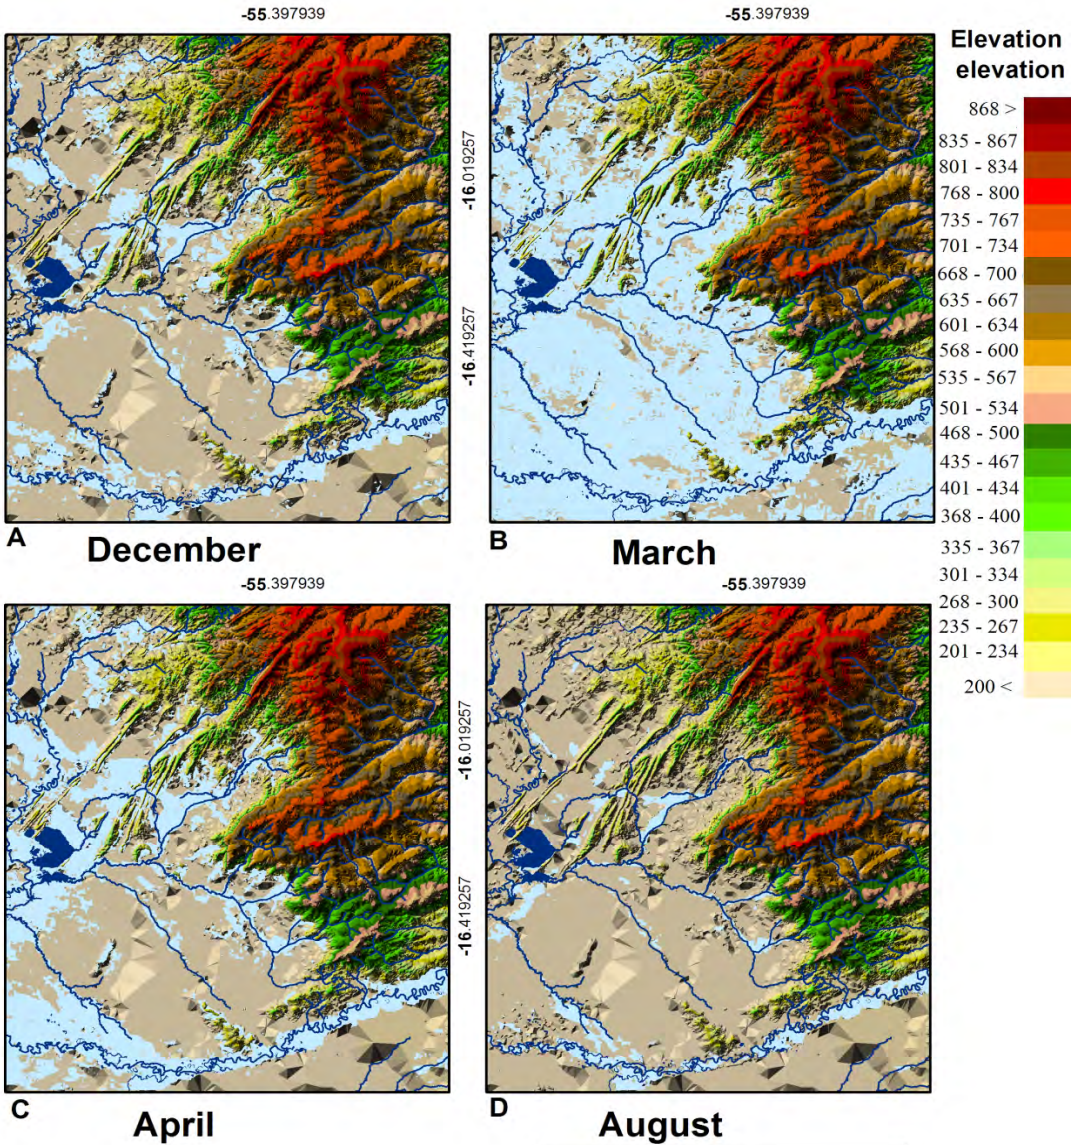 -55.397939
-55.397939
Elevation
elevation
868 >
835 - 867
801 - 834
768 - 800
735 - 767
701 - 734
668 - 700
635 - 667
601 - 634
568 - 600
535 - 567
501 - 534
468 - 500
435 - 467
401 - 434
368 - 400
335 - 367
301 - 334
268 - 300
235 - 267
201 - 234
200 <
-16.019257
-16.419257
A
December
B
March
-55.397939
-55.397939
-16.019257
-16.419257
C
April
D
August